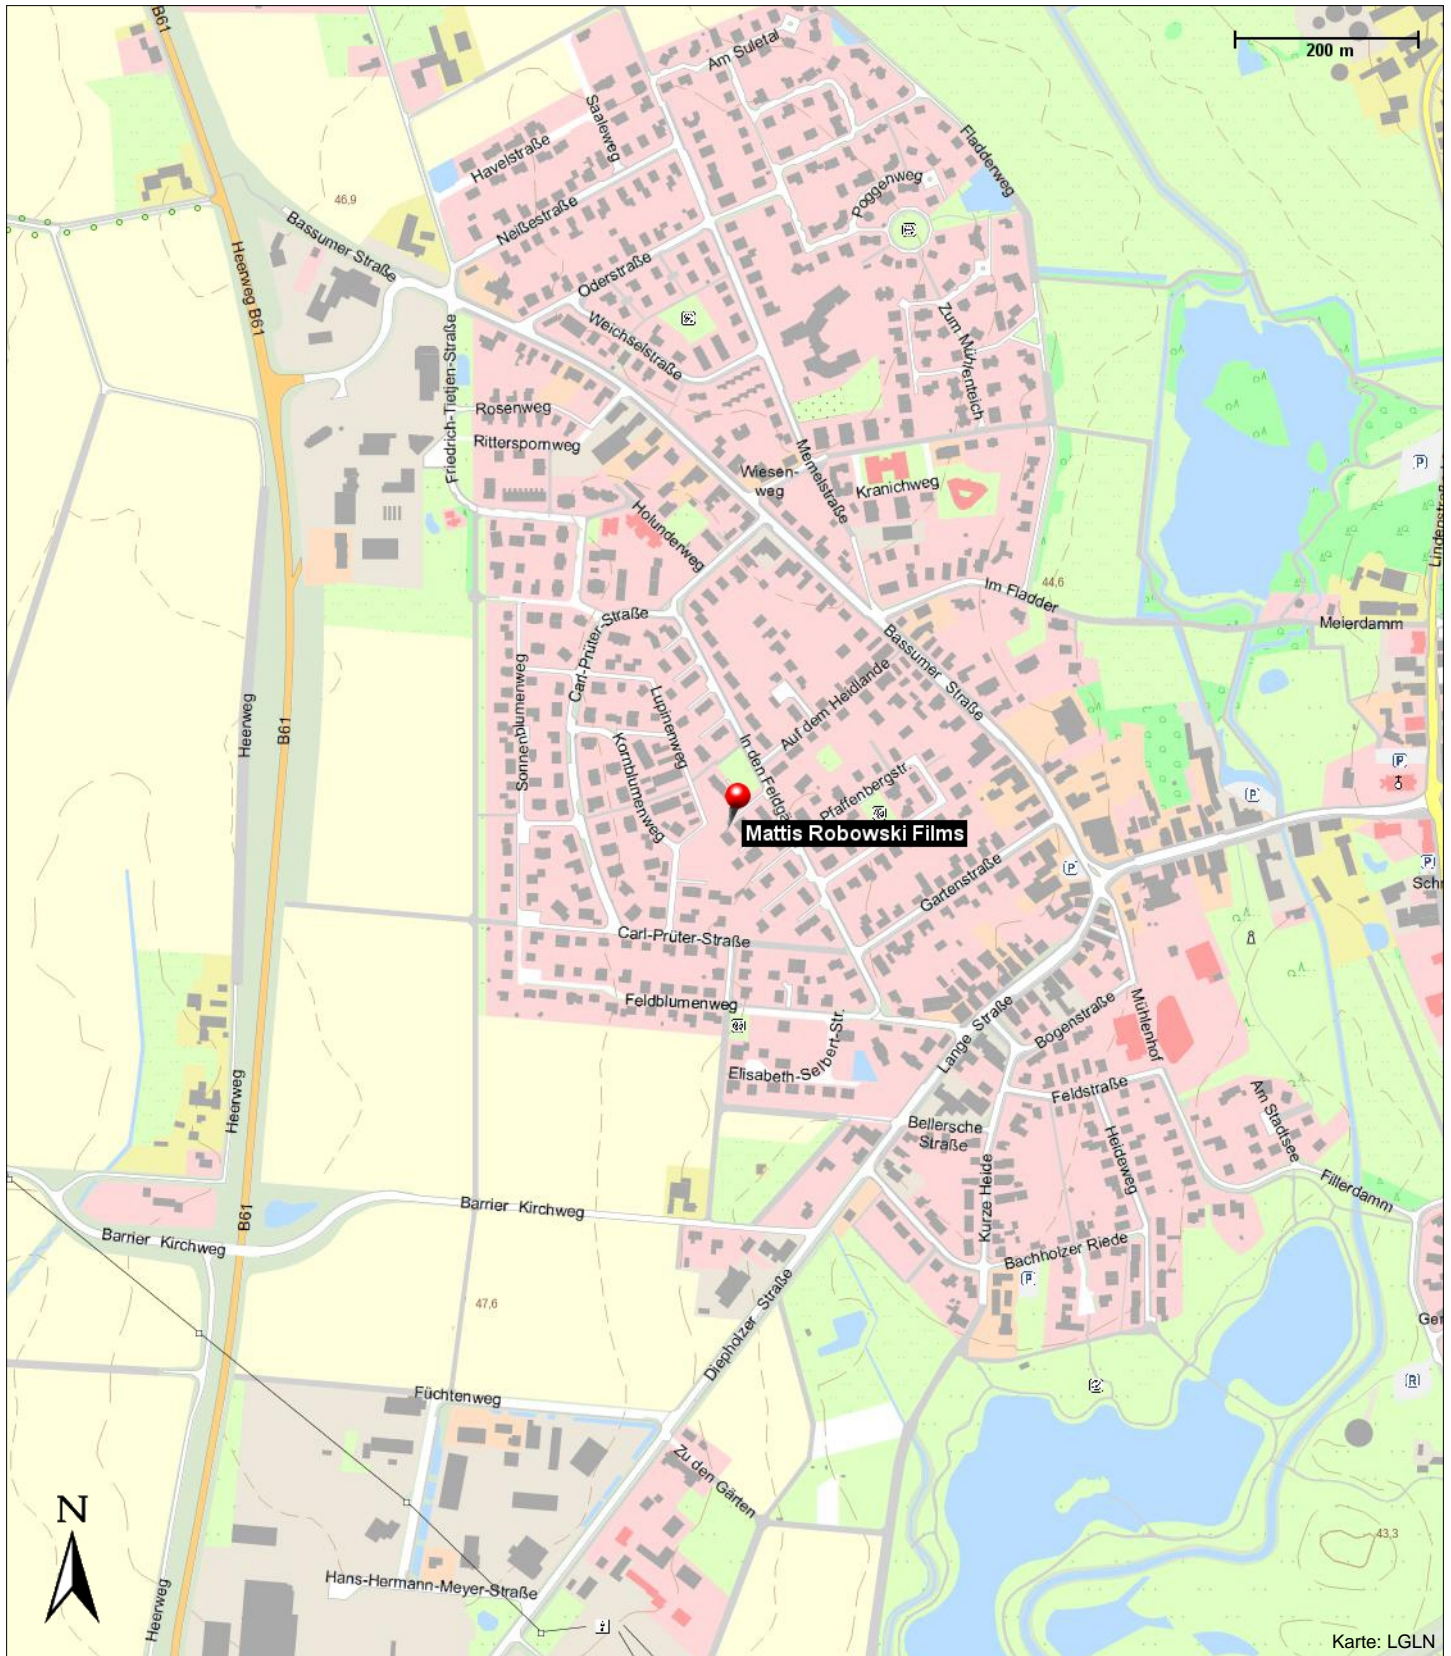 B61
200 m
Am Suletal
Saaleweg
Havelstraße
Fladderweg
Poggenweg
46,9
Neißestraße
Bassumer Straße
Heerweg B61
Oderstraße
Weichselstraße
Zum Mühlenteich
Friedrich-Tietjen-Straße
Rosenweg
Ritterspornweg
Memelstraße
Wiesen-
weg
Kranichweg
P
Lindenstraß
Holunderweg
44,6
Im Fladder
Meierdamm
Carl-Prüter-Straße
Bassumer Straße
Sonnenblumenweg
Lupinenweg
Auf dem Heidlande
Heerweg
B61
Kornblumenweg
In den Feldgä
Pfaffenbergstr.
P
P
Mattis Robowski Films
Gartenstraße
P
P
Schr
Carl-Prüter-Straße
Feldblumenweg
Lange Straße
Bogenstraße
Mühlenhof
Elisabeth-Selbert-Str.
Feldstraße
Heerweg
Bellersche
Straße
Am Stadtsee
Heideweg
Kurze Heide
Fillerdamm
B61
Barrier Kirchweg
Barrier Kirchweg
Bachholzer Riede
P
47,6
Diepholzer Straße
Ger
Füchtenweg
R
Zu den Gärten
N
43,3
Hans-Hermann-Meyer-Straße
Heerweg
Karte: LGLN